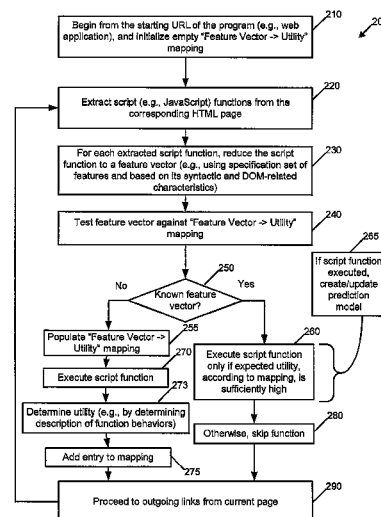 210
Begin from the starting URL of the program (e.g., web
application), and initialize empty "Feature Vector -> Utility"
mapping
20
220
Extract script (e.g., JavaScript) functions from the
corresponding HTML page
230
For each extracted script function, reduce the script
function to a feature vector (e.g., using specification set of
features and based on its syntactic and DOM-related
characteristics)
240
Test feature vector against "Feature Vector -> Utility"
mapping
265
If script function
executed,
create/update
prediction
model
250
No
Known feature
vector?
Yes
255
Populate "Feature Vector ->
Utility" mapping
260
Execute script function
only if expected utility,
according to mapping, is
sufficiently high
270
Execute script function
273
Determine utility (e.g., by determining
description of function behaviors)
280
Otherwise, skip function
275
Add entry to mapping
290
Proceed to outgoing links from current page